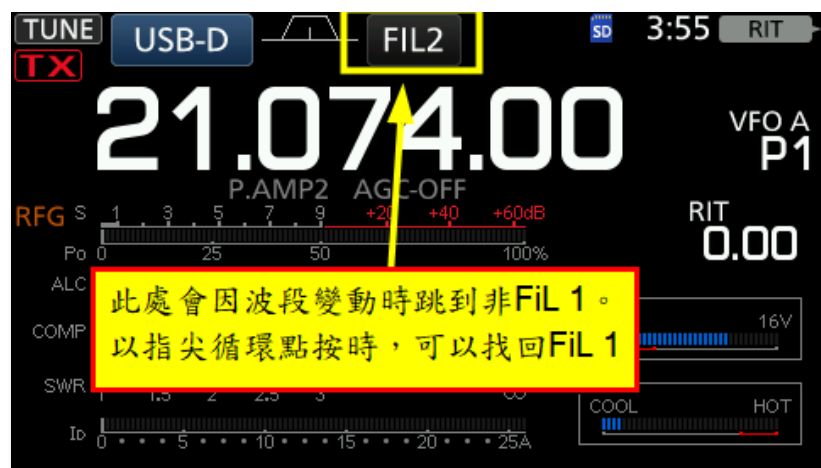 TUNE USB-D FIL2 SD 3:55 RIT
TX
21.074.00 VFO A
P1
P.AMP2 AGC-OFF
RFG S 1 3 5 7 9 +20 +40 +60dB RIT
0.00
Po 0 25 50 100%
ALC
此處會因波段變動時跳到非FiL 1。
COMP 16V
以指尖循環點按時，可以找回FiL 1
SWR 1 1.5 2 2.5 3 ∞
COOL HOT
ID 0 5 10 15 20 25A